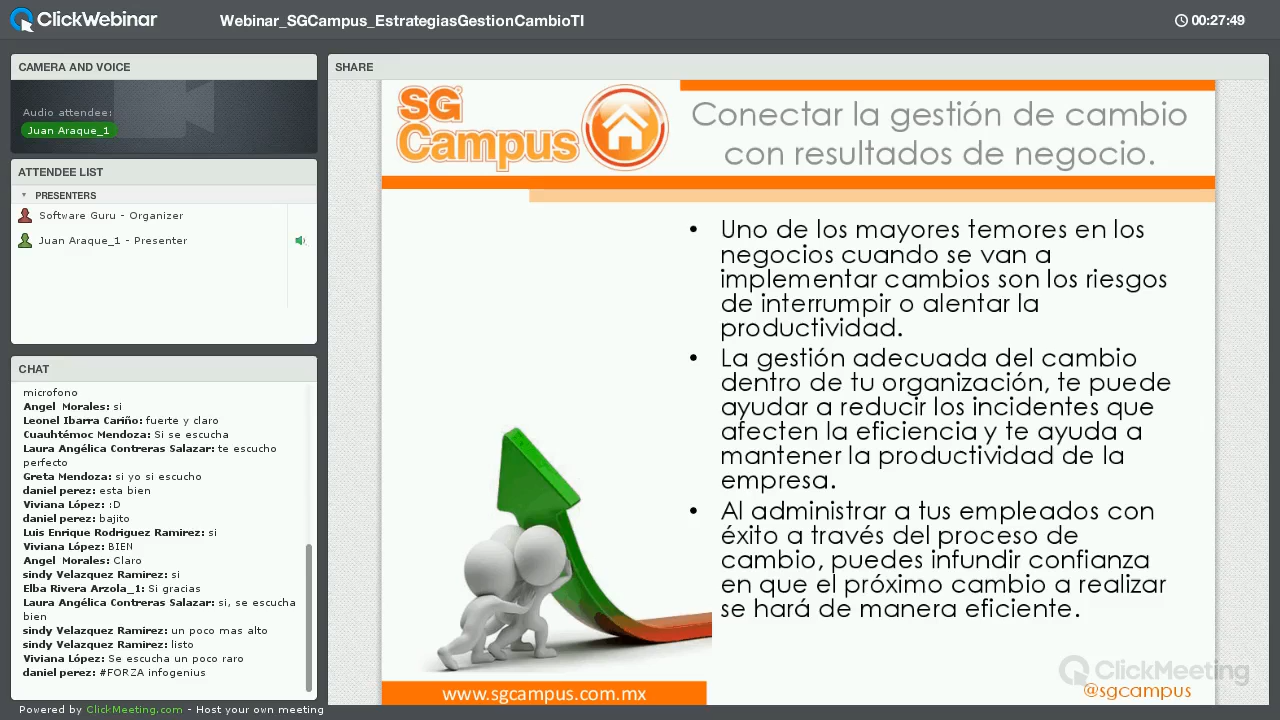 ClickWebinar
Webinar_SGCampus_EstrategiasGestionCambioTI
00:27:49
CAMERA AND VOICE
Audio attendee:
Juan Araque_1
ATTENDEE LIST
PRESENTERS
Software Guru - Organizer
Juan Araque_1 - Presenter
CHAT
microfono
Angel Morales: si
Leonel Ibarra Cariño: fuerte y claro
Cuauhtémoc Mendoza: Si se escucha
Laura Angélica Contreras Salazar: te escucho
perfecto
Greta Mendoza: si yo si escucho
daniel perez: esta bien
Viviana López: :D
daniel perez: bajito
Luis Enrique Rodriguez Ramirez: si
Viviana López: BIEN
Angel Morales: Claro
sindy Velazquez Ramirez: si
Elba Rivera Arzola_1: Si gracias
Laura Angélica Contreras Salazar: si, se escucha
bien
sindy Velazquez Ramirez: un poco mas alto
sindy Velazquez Ramirez: listo
Viviana López: Se escucha un poco raro
daniel perez: #FORZA infogenius
Powered by ClickMeeting.com - Host your own meeting
SHARE
SG
Campus
Conectar la gestión de cambio
con resultados de negocio.
• Uno de los mayores temores en los
negocios cuando se van a
implementar cambios son los riesgos
de interrumpir o alentar la
productividad.
• La gestión adecuada del cambio
dentro de tu organización, te puede
ayudar a reducir los incidentes que
afecten la eficiencia y te ayuda a
mantener la productividad de la
empresa.
• Al administrar a tus empleados con
éxito a través del proceso de
cambio, puedes infundir confianza
en que el próximo cambio a realizar
se hará de manera eficiente.
www.sgcampus.com.mx
ClickMeeting
@sgcampus